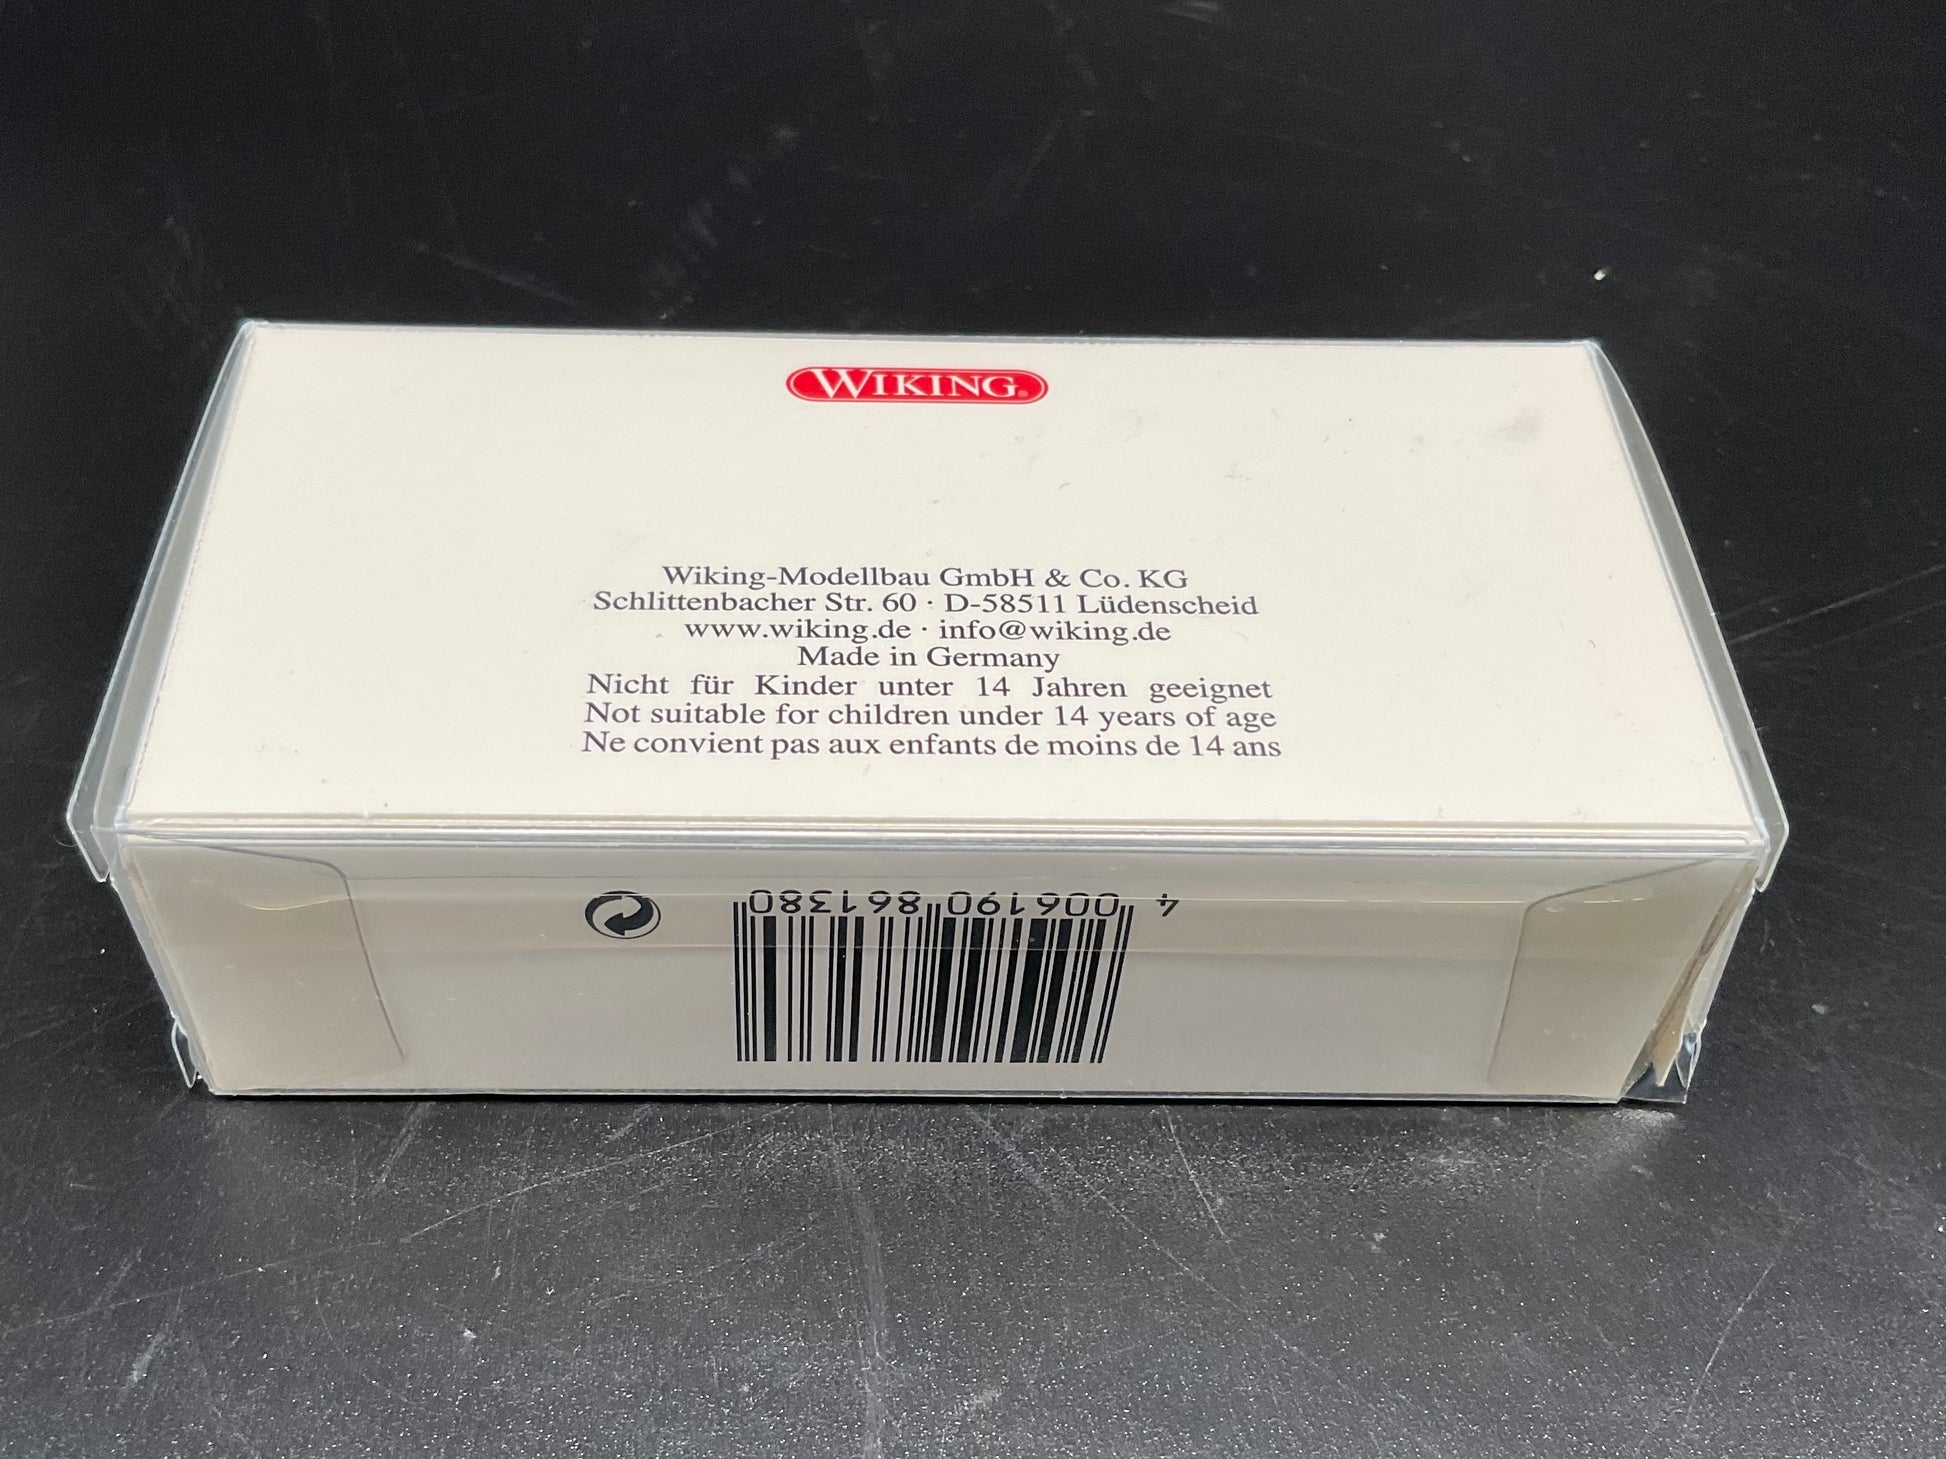 WIKING®
Wiking-Modellbau GmbH & Co. KG
Schlittenbacher Str. 60 · D-58511 Lüdenscheid
www.wiking.de · info@wiking.de
Made in Germany
Nicht für Kinder unter 14 Jahren geeignet
Not suitable for children under 14 years of age
Ne convient pas aux enfants de moins de 14 ans
4 006190 861380